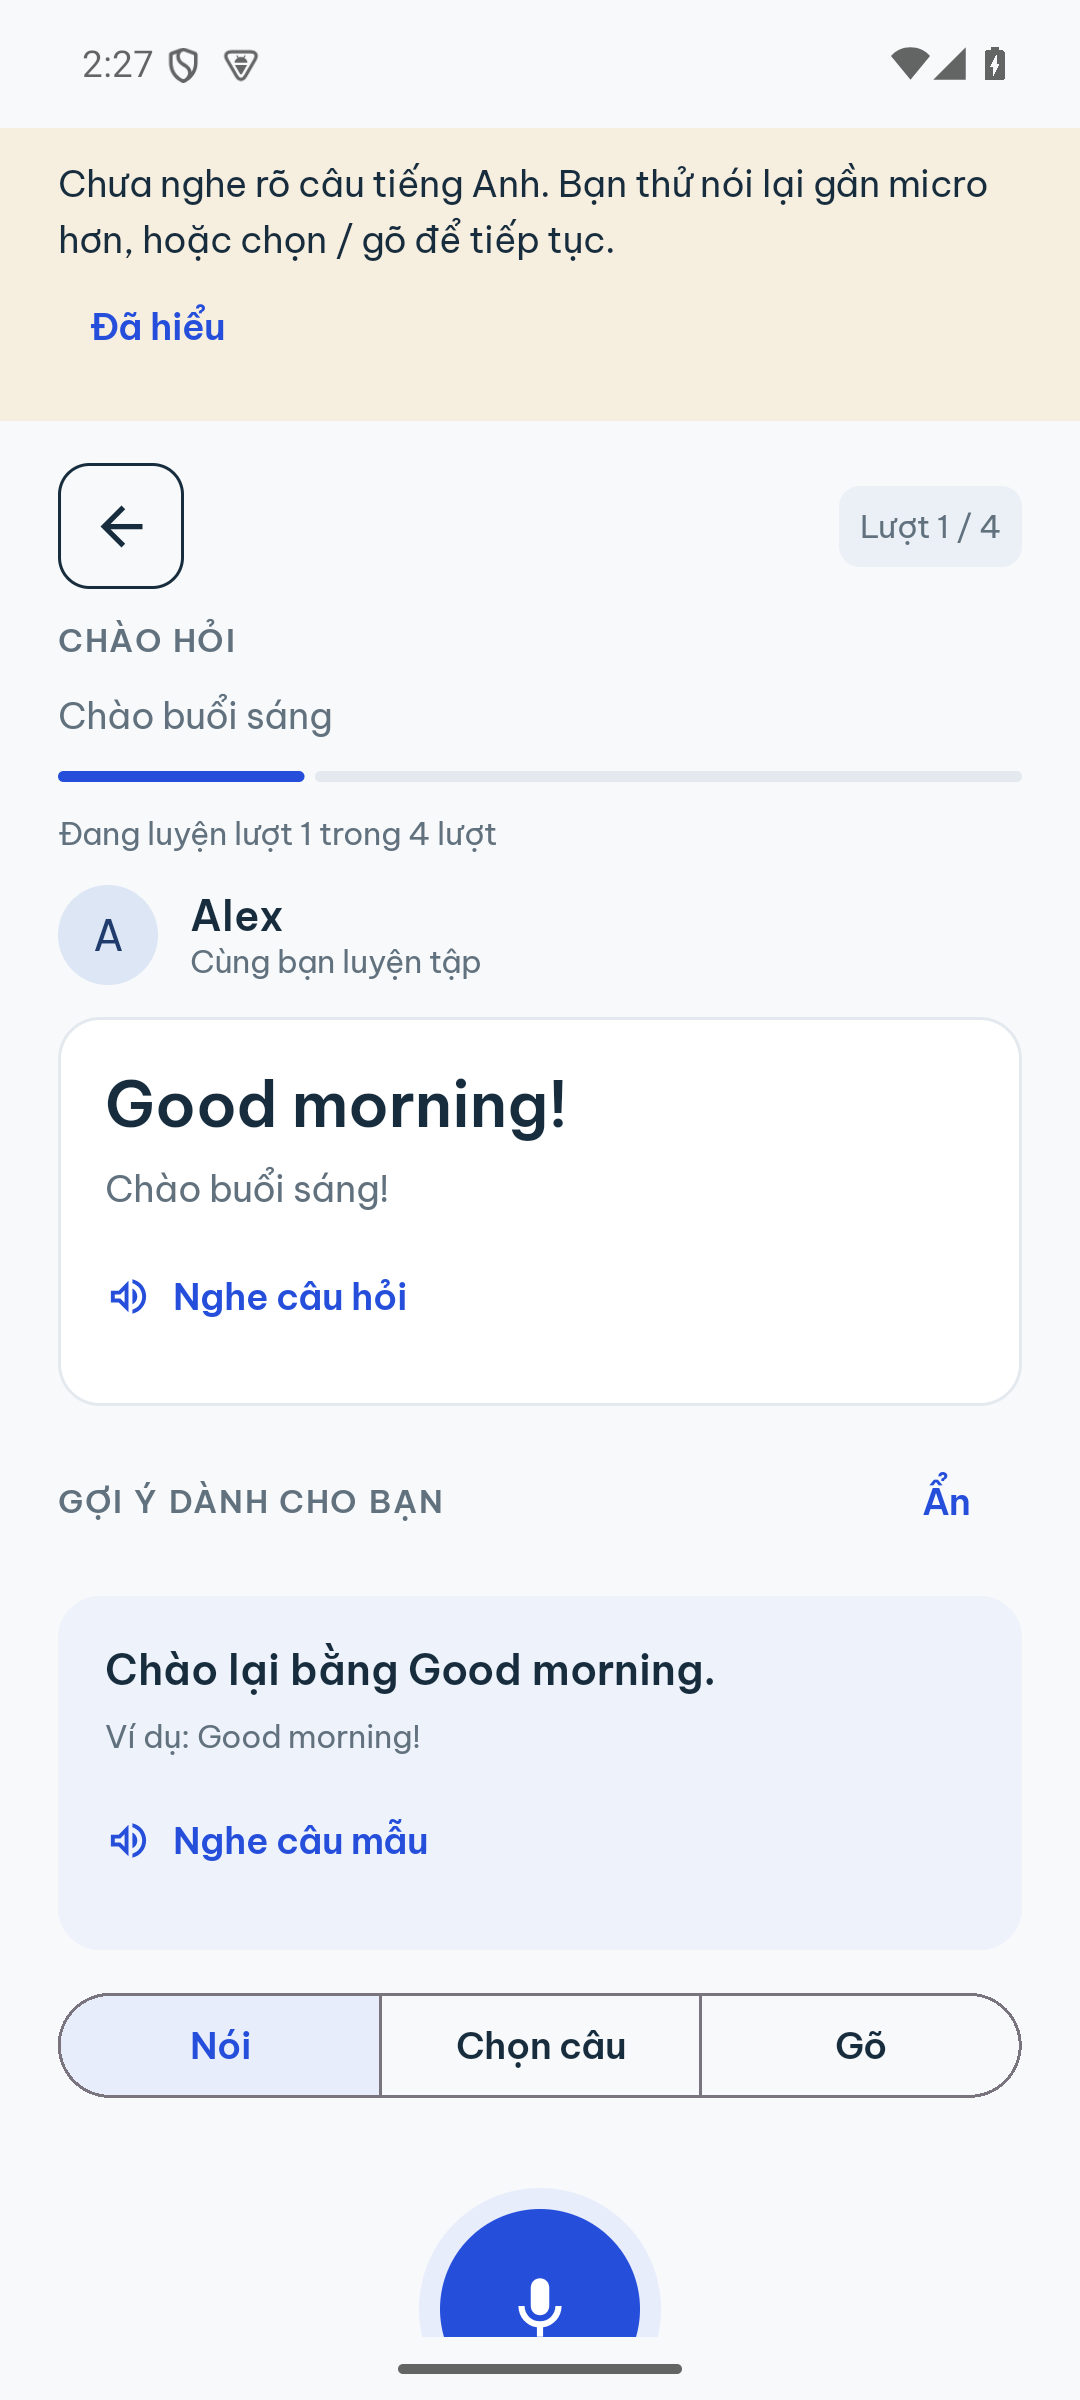 2:27
Chưa nghe rõ câu tiếng Anh. Bạn thử nói lại gần micro
hơn, hoặc chọn / gõ để tiếp tục.
Đã hiểu
Lượt 1 / 4
CHÀO HỎI
Chào buổi sáng
Đang luyện lượt 1 trong 4 lượt
A
Alex
Cùng bạn luyện tập
Good morning!
Chào buổi sáng!
Nghe câu hỏi
GỢI Ý DÀNH CHO BẠN
Ẩn
Chào lại bằng Good morning.
Ví dụ: Good morning!
Nghe câu mẫu
Nói
Chọn câu
Gõ